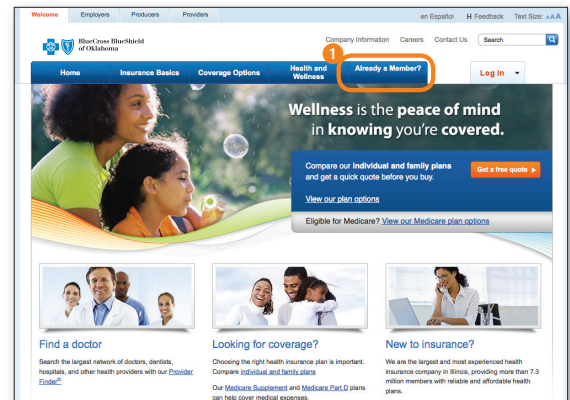 Welcome Employers Producers Providers en Español Feedback Text Size: A A A
BlueCross BlueShield
of Oklahoma
Company Information Careers Contact Us Search
1
Home Insurance Basics Coverage Options Health and Wellness Already a Member? Log In
Wellness is the peace of mind
in knowing you're covered.
Compare our individual and family plans
and get a quick quote before you buy.
Get a free quote
View our plan options
Eligible for Medicare? View our Medicare plan options
Find a doctor
Search the largest network of doctors, dentists,
hospitals, and other health providers with our Provider
Finder®
Looking for coverage?
Choosing the right health insurance plan is important.
Compare individual and family plans
Our Medicare Supplement and Medicare Part D plans
can help cover medical expenses.
New to insurance?
We are the largest and most experienced health
insurance company in Illinois, providing more than 7.3
million members with reliable and affordable health
plans.